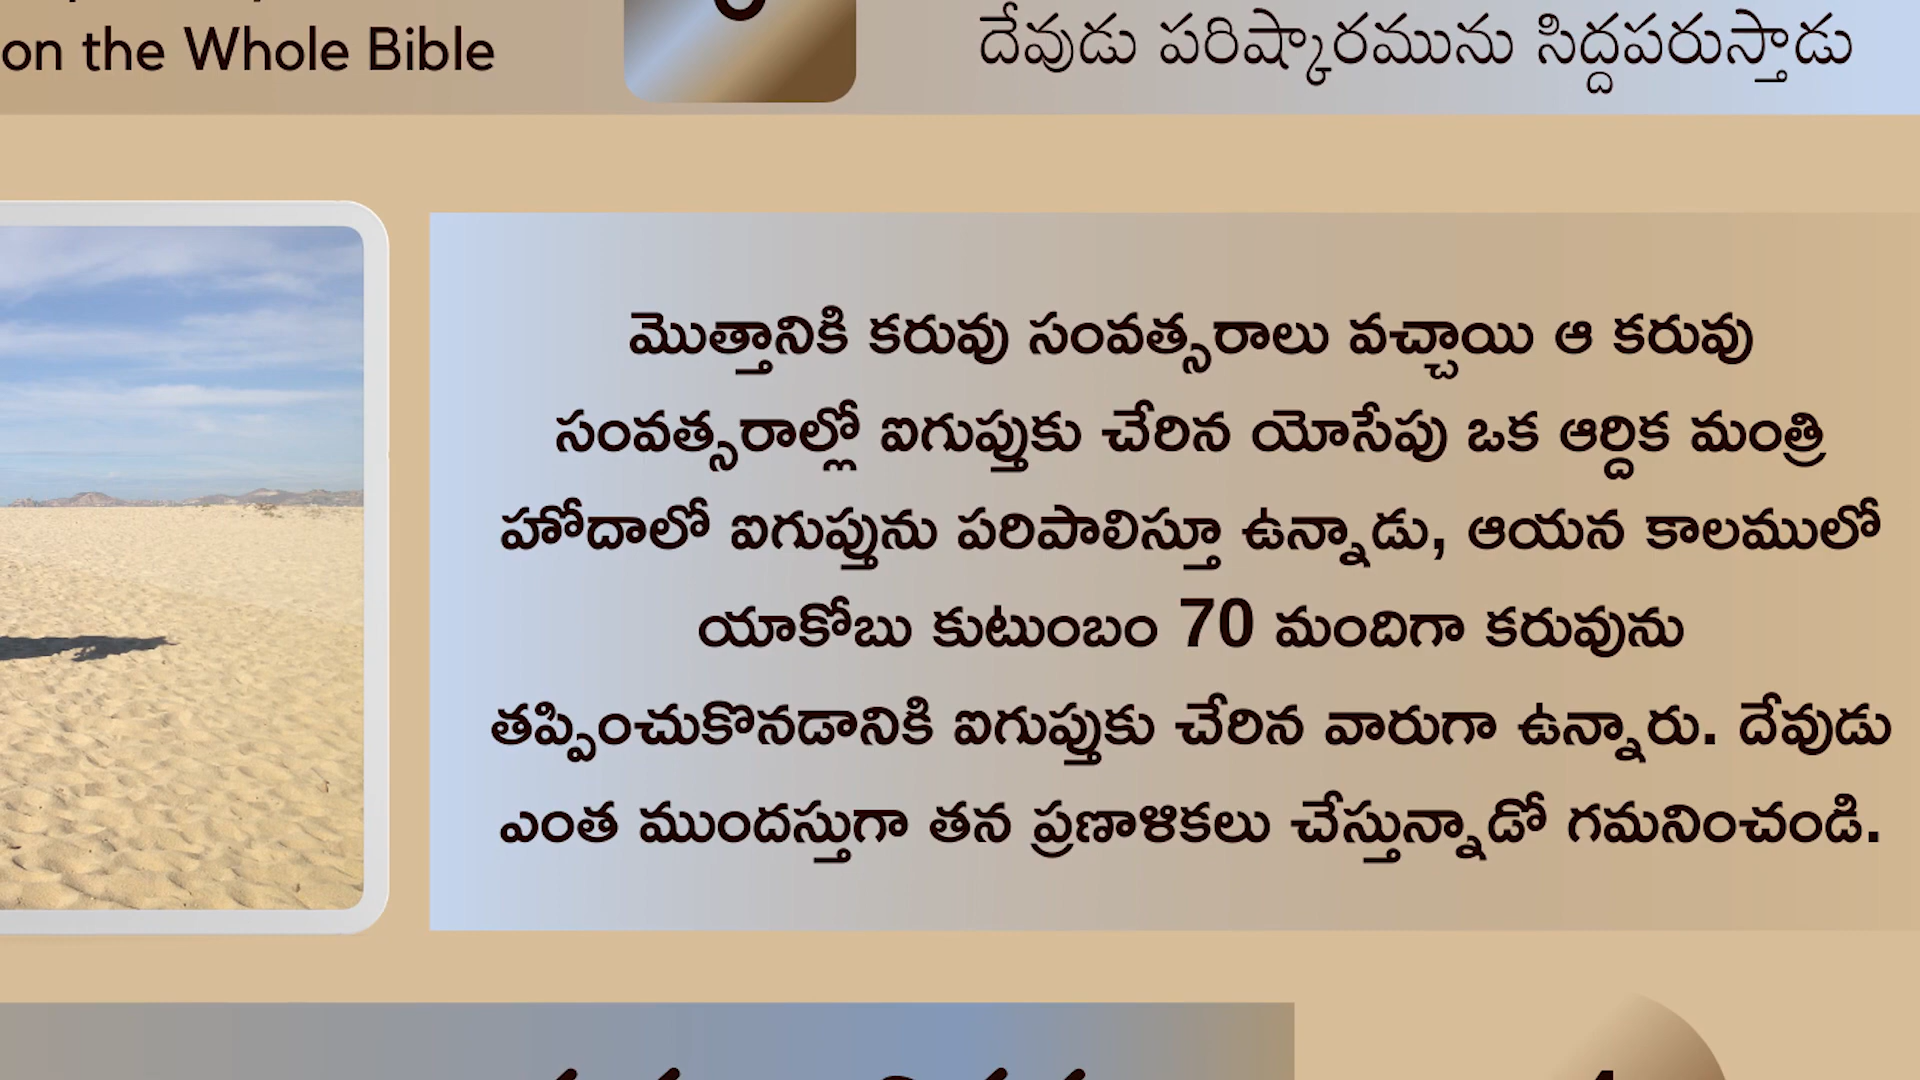 on the Whole Bible
దేవుడు పరిష్కారమును సిద్దపరుస్తాడు
మొత్తానికి కరువు సంవత్సరాలు వచ్చాయి ఆ కరువు
సంవత్సరాల్లో ఐగుప్తుకు చేరిన యోసేపు ఒక ఆర్ధిక మంత్రి
హోదాలో ఐగుప్తును పరిపాలిస్తూ ఉన్నాడు, ఆయన కాలములో
యాకోబు కుటుంబం 70 మందిగా కరువును
తప్పించుకొనడానికి ఐగుప్తుకు చేరిన వారుగా ఉన్నారు. దేవుడు
ఎంత ముందస్తుగా తన ప్రణాళికలు చేస్తున్నాడో గమనించండి.